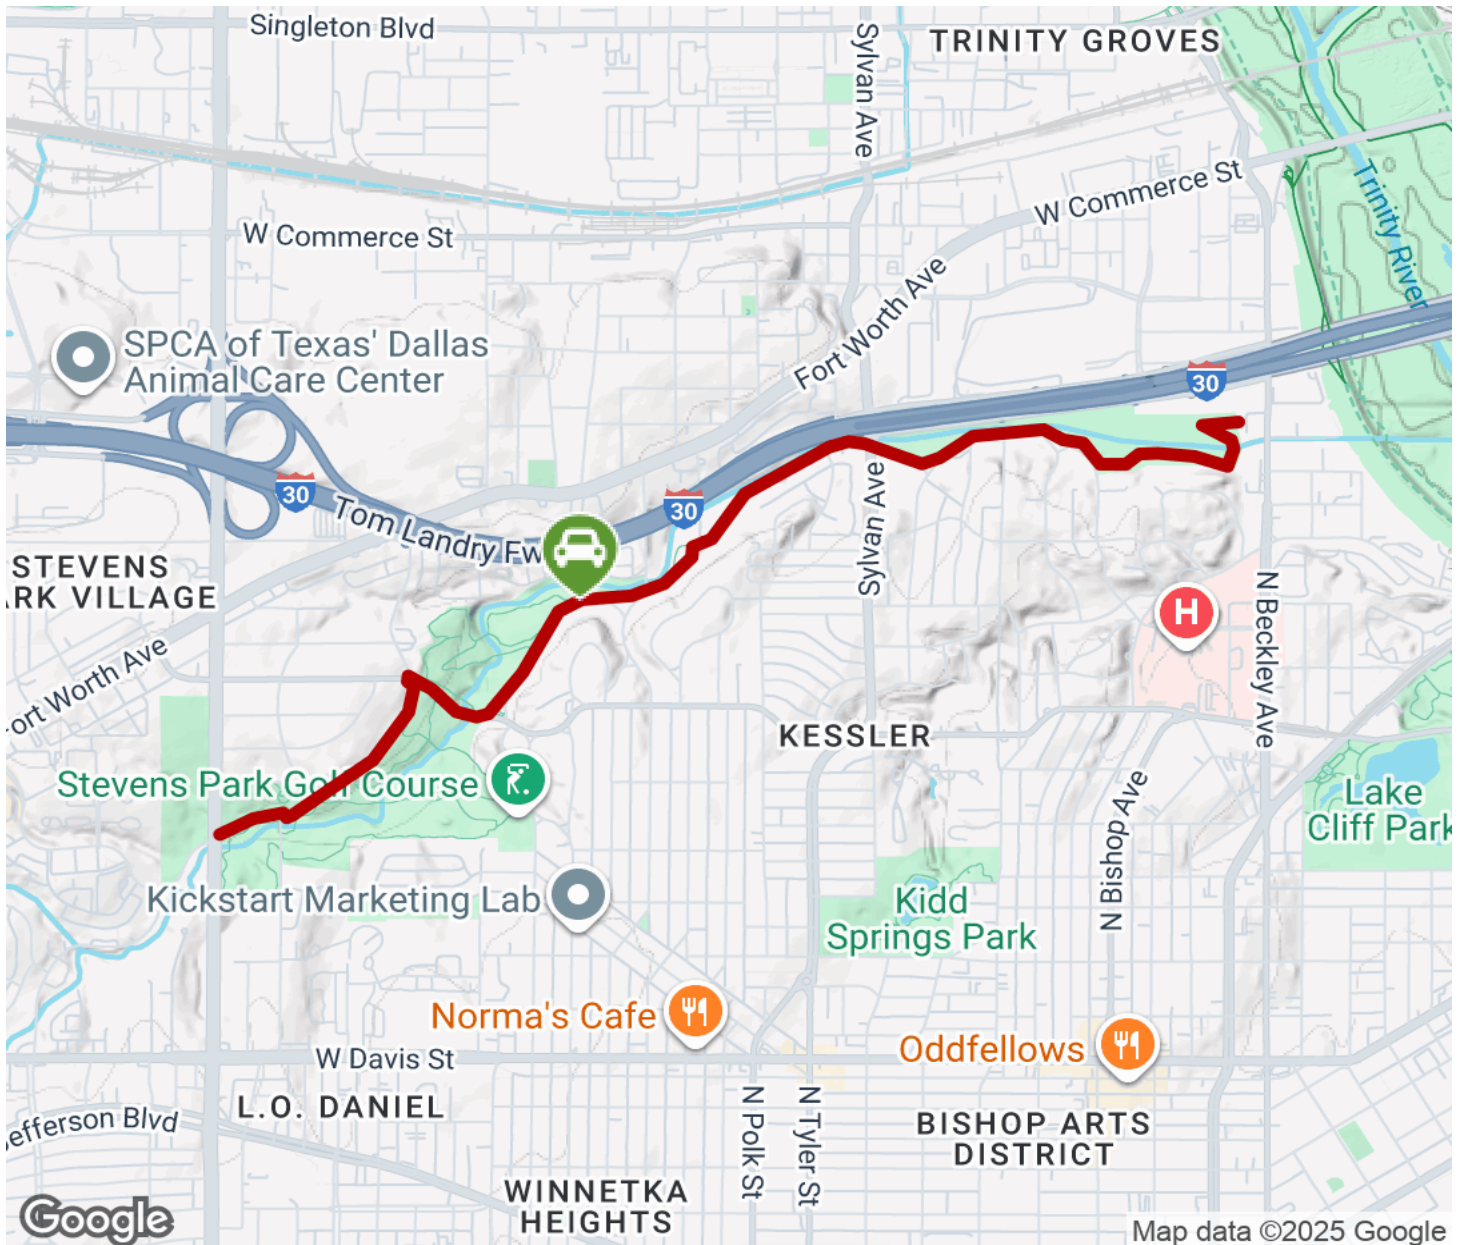 Singleton Blvd
Sylvan Ave
TRINITY GROVES
W Commerce St
W Commerce St
Trinity River
Fort Worth Ave
SPCA of Texas' Dallas
Animal Care Center
30
30
30
Tom Landry Fw
Sylvan Ave
STEVENS
RK VILLAGE
H
N Beckley Ave
ort Worth Ave
KESSLER
Stevens Park Golf Course
Lake
Cliff Park
N Bishop Ave
Kickstart Marketing Lab
Kidd
Springs Park
Norma's Cafe
Oddfellows
W Davis St
L.O. DANIEL
N Polk St
N Tyler St
BISHOP ARTS
DISTRICT
efferson Blvd
WINNETKA
HEIGHTS
Google
Map data ©2025 Google